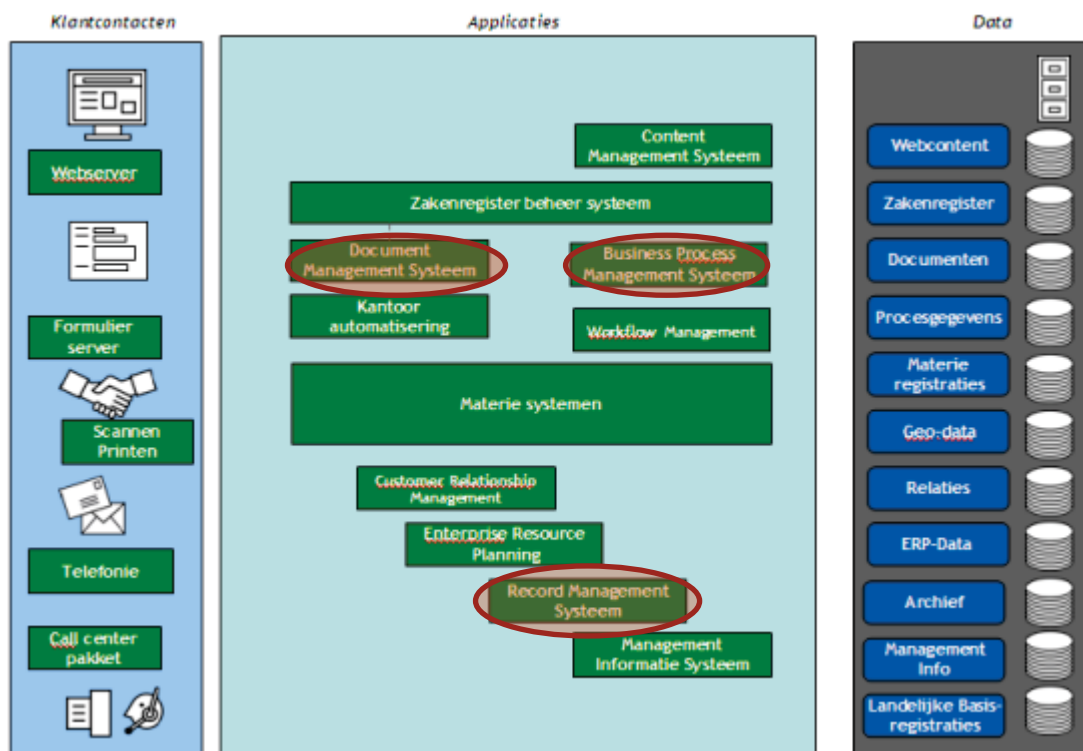 Klantcontacten
Applicaties
Data
Webserver
Formulier
server
Scannen
Printen
Telefonie
Call center
pakket
Content
Management Systeem
Zakenregister beheer systeem
Document
Management Systeem
Business Process
Management Systeem
Kantoor
automatisering
Workflow Management
Materie systemen
Customer Relationship
Management
Enterprise Resource
Planning
Record Management
Systeem
Management
Informatie Systeem
Webcontent
Zakenregister
Documenten
Procesgegevens
Materie
registraties
Geo-data
Relaties
ERP-Data
Archief
Management
Info
Landelijke Basis-
registraties